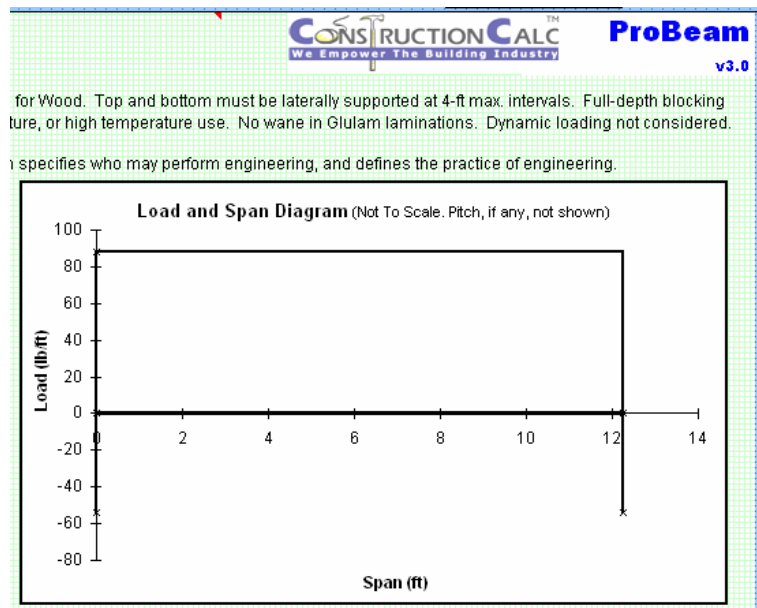 CONSTRUCTIONCALC™
We Empower The Building Industry
ProBeam
v3.0
for Wood. Top and bottom must be laterally supported at 4-ft max. intervals. Full-depth blocking
ture, or high temperature use. No wane in Glulam laminations. Dynamic loading not considered.
specifies who may perform engineering, and defines the practice of engineering.
Load and Span Diagram (Not To Scale. Pitch, if any, not shown)
Load (lb/ft)
100
80
60
40
20
0
-20
-40
-60
-80
0 2 4 6 8 10 12 14
Span (ft)